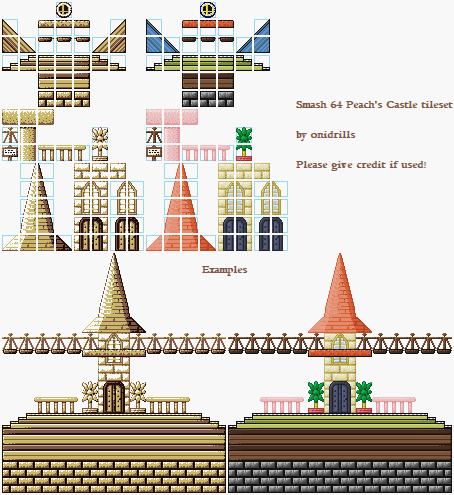 Smash 64 Peach's Castle tileset
by onidrills
Please give credit if used!
Examples